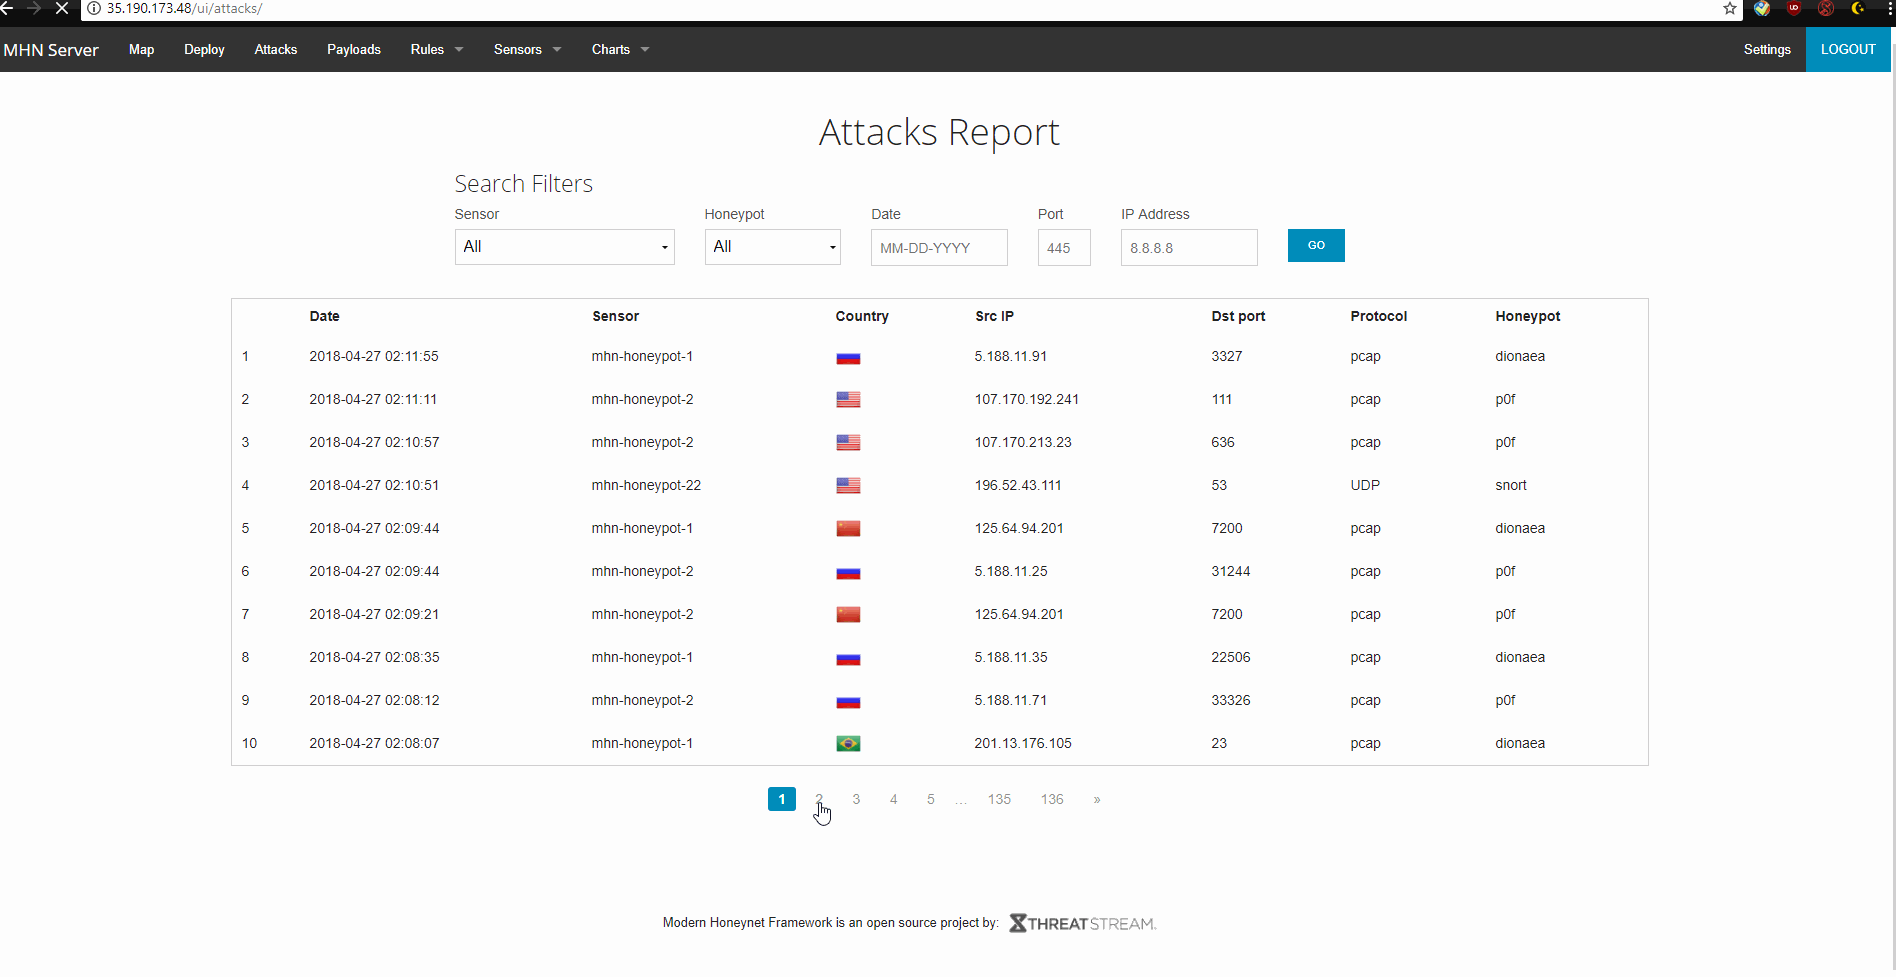 35.190.173.48/ui/attacks/
MHN Server Map Deploy Attacks Payloads Rules Sensors Charts Settings LOGOUT
Attacks Report
Search Filters
Sensor Honeypot Date Port IP Address
All All MM-DD-YYYY 445 8.8.8.8 GO
Date Sensor Country Src IP Dst port Protocol Honeypot
1 2018-04-27 02:11:55 mhn-honeypot-1 5.188.11.91 3327 pcap dionaea
2 2018-04-27 02:11:11 mhn-honeypot-2 107.170.192.241 111 pcap p0f
3 2018-04-27 02:10:57 mhn-honeypot-2 107.170.213.23 636 pcap p0f
4 2018-04-27 02:10:51 mhn-honeypot-22 196.52.43.111 53 UDP snort
5 2018-04-27 02:09:44 mhn-honeypot-1 125.64.94.201 7200 pcap dionaea
6 2018-04-27 02:09:44 mhn-honeypot-2 5.188.11.25 31244 pcap p0f
7 2018-04-27 02:09:21 mhn-honeypot-2 125.64.94.201 7200 pcap p0f
8 2018-04-27 02:08:35 mhn-honeypot-1 5.188.11.35 22506 pcap dionaea
9 2018-04-27 02:08:12 mhn-honeypot-2 5.188.11.71 33326 pcap p0f
10 2018-04-27 02:08:07 mhn-honeypot-1 201.13.176.105 23 pcap dionaea
1 2 3 4 5 ... 135 136 »
Modern Honeynet Framework is an open source project by: THREATSTREAM.